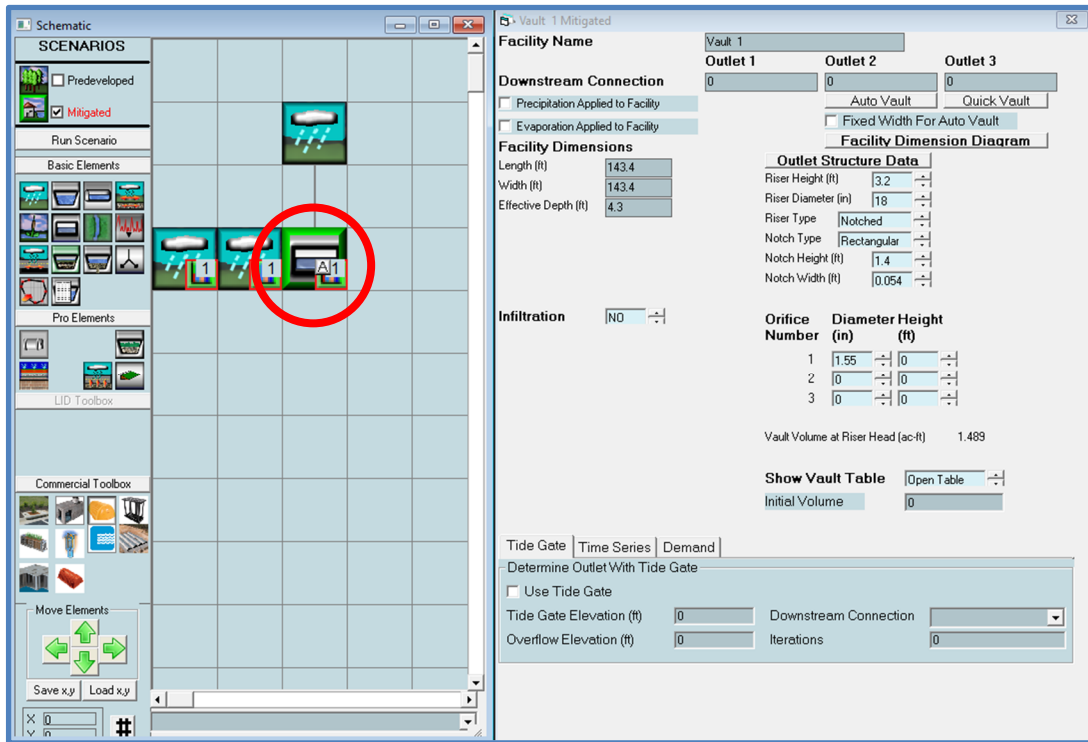 Schematic
SCENARIOS
Predeveloped
Mitigated
Run Scenario
Basic Elements
Pro Elements
LID Toolbox
Commercial Toolbox
Move Elements
Save x,y Load x,y
X 0
Y 0
#
1
1
A 1
Vault 1 Mitigated
Facility Name Vault 1
Outlet 1 Outlet 2 Outlet 3
Downstream Connection 0 0 0
Precipitation Applied to Facility Auto Vault Quick Vault
Evaporation Applied to Facility Fixed Width For Auto Vault
Facility Dimensions Facility Dimension Diagram
Length (ft) 143.4
Width (ft) 143.4
Effective Depth (ft) 4.3
Outlet Structure Data
Riser Height (ft) 3.2
Riser Diameter (in) 18
Riser Type Notched
Notch Type Rectangular
Notch Height (ft) 1.4
Notch Width (ft) 0.054
Infiltration NO
Orifice Diameter Height
Number (in) (ft)
1 1.55 0
2 0 0
3 0 0
Vault Volume at Riser Head (ac-ft) 1.489
Show Vault Table Open Table
Initial Volume 0
Tide Gate Time Series Demand
Determine Outlet With Tide Gate
Use Tide Gate
Tide Gate Elevation (ft) 0 Downstream Connection
Overflow Elevation (ft) 0 Iterations 0